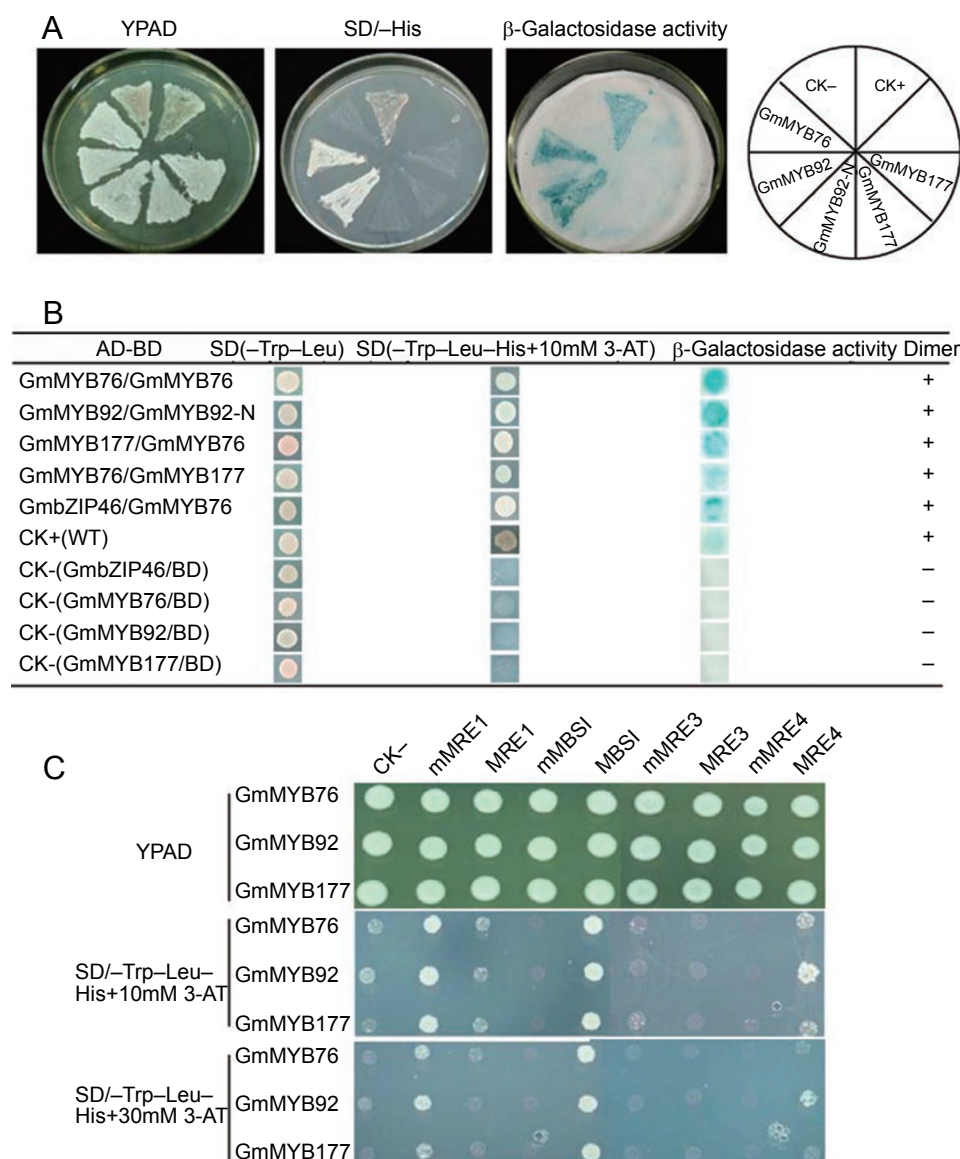 A
YPAD
SD/–His
β-Galactosidase activity
CK–
CK+
GmMYB76
GmMYB177
GmMYB92
GmMYB92-N
GmMYB177
B
AD-BD SD(–Trp–Leu) SD(–Trp–Leu–His+10mM 3-AT) β-Galactosidase activity Dimer
GmMYB76/GmMYB76 +
GmMYB92/GmMYB92-N +
GmMYB177/GmMYB76 +
GmMYB76/GmMYB177 +
GmbZIP46/GmMYB76 +
CK+(WT) +
CK-(GmbZIP46/BD) –
CK-(GmMYB76/BD) –
CK-(GmMYB92/BD) –
CK-(GmMYB177/BD) –
C
CK– mMRE1 MRE1 mMBSI MBSI mMRE3 MRE3 mMRE4 MRE4
YPAD
GmMYB76
GmMYB92
GmMYB177
SD/–Trp–Leu–
His+10mM 3-AT
GmMYB76
GmMYB92
GmMYB177
SD/–Trp–Leu–
His+30mM 3-AT
GmMYB76
GmMYB92
GmMYB177